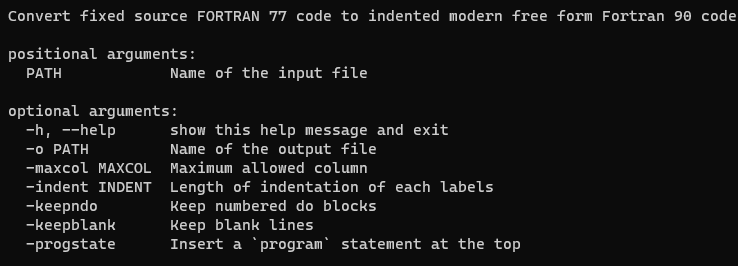 Convert fixed source FORTRAN 77 code to indented modern free form Fortran 90 code
positional arguments:
PATH Name of the input file
optional arguments:
-h, --help show this help message and exit
-o PATH Name of the output file
-maxcol MAXCOL Maximum allowed column
-indent INDENT Length of indentation of each labels
-keepndo Keep numbered do blocks
-keepblank Keep blank lines
-progstate Insert a `program` statement at the top